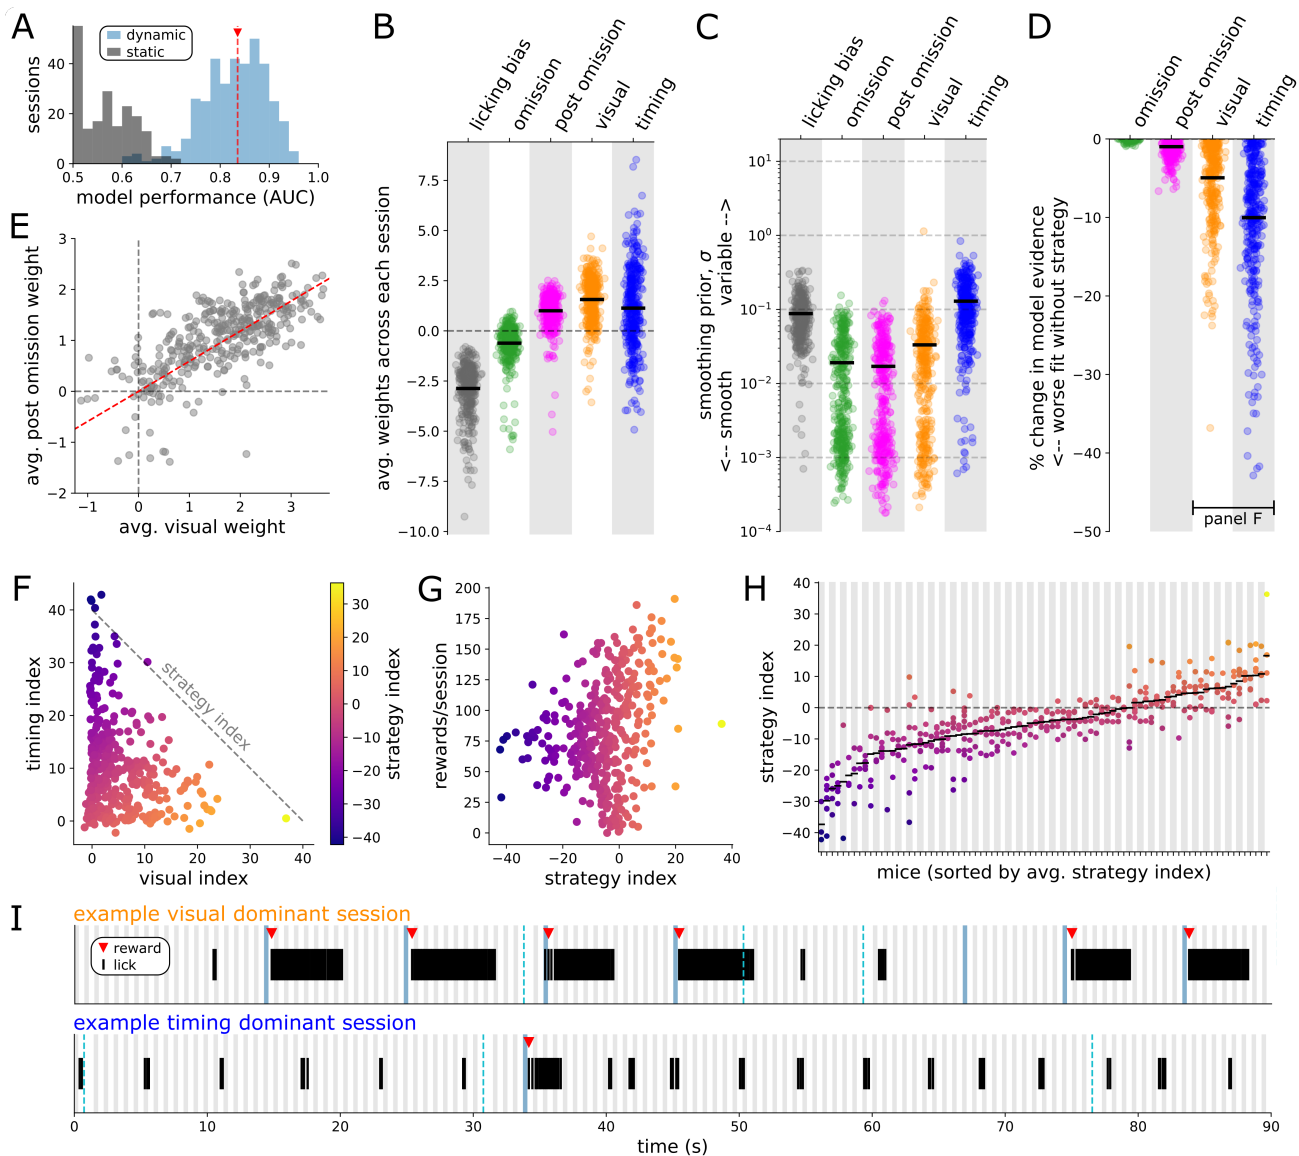 A
dynamic
static
sessions
40
20
0
0.5
0.6
0.7
0.8
0.9
1.0
model performance (AUC)
B
licking bias
omission
post omission
visual
timing
avg. weights across each session
7.5
5.0
2.5
0.0
−2.5
−5.0
−7.5
−10.0
C
licking bias
omission
post omission
visual
timing
smoothing prior, σ
<-- smooth variable -->
10¹
10⁰
10⁻¹
10⁻²
10⁻³
10⁻⁴
D
omission
post omission
visual
timing
% change in model evidence
<-- worse fit without strategy
0
−10
−20
−30
−40
−50
panel F
E
avg. post omission weight
3
2
1
0
−1
−2
−1
0
1
2
3
avg. visual weight
F
timing index
40
30
20
10
0
0
10
20
30
40
visual index
strategy index
30
20
10
0
−10
−20
−30
−40
strategy index
G
rewards/session
200
175
150
125
100
75
50
25
0
−40
−20
0
20
40
strategy index
H
strategy index
40
30
20
10
0
−10
−20
−30
−40
mice (sorted by avg. strategy index)
I
example visual dominant session
reward
lick
example timing dominant session
0
10
20
30
40
50
60
70
80
90
time (s)